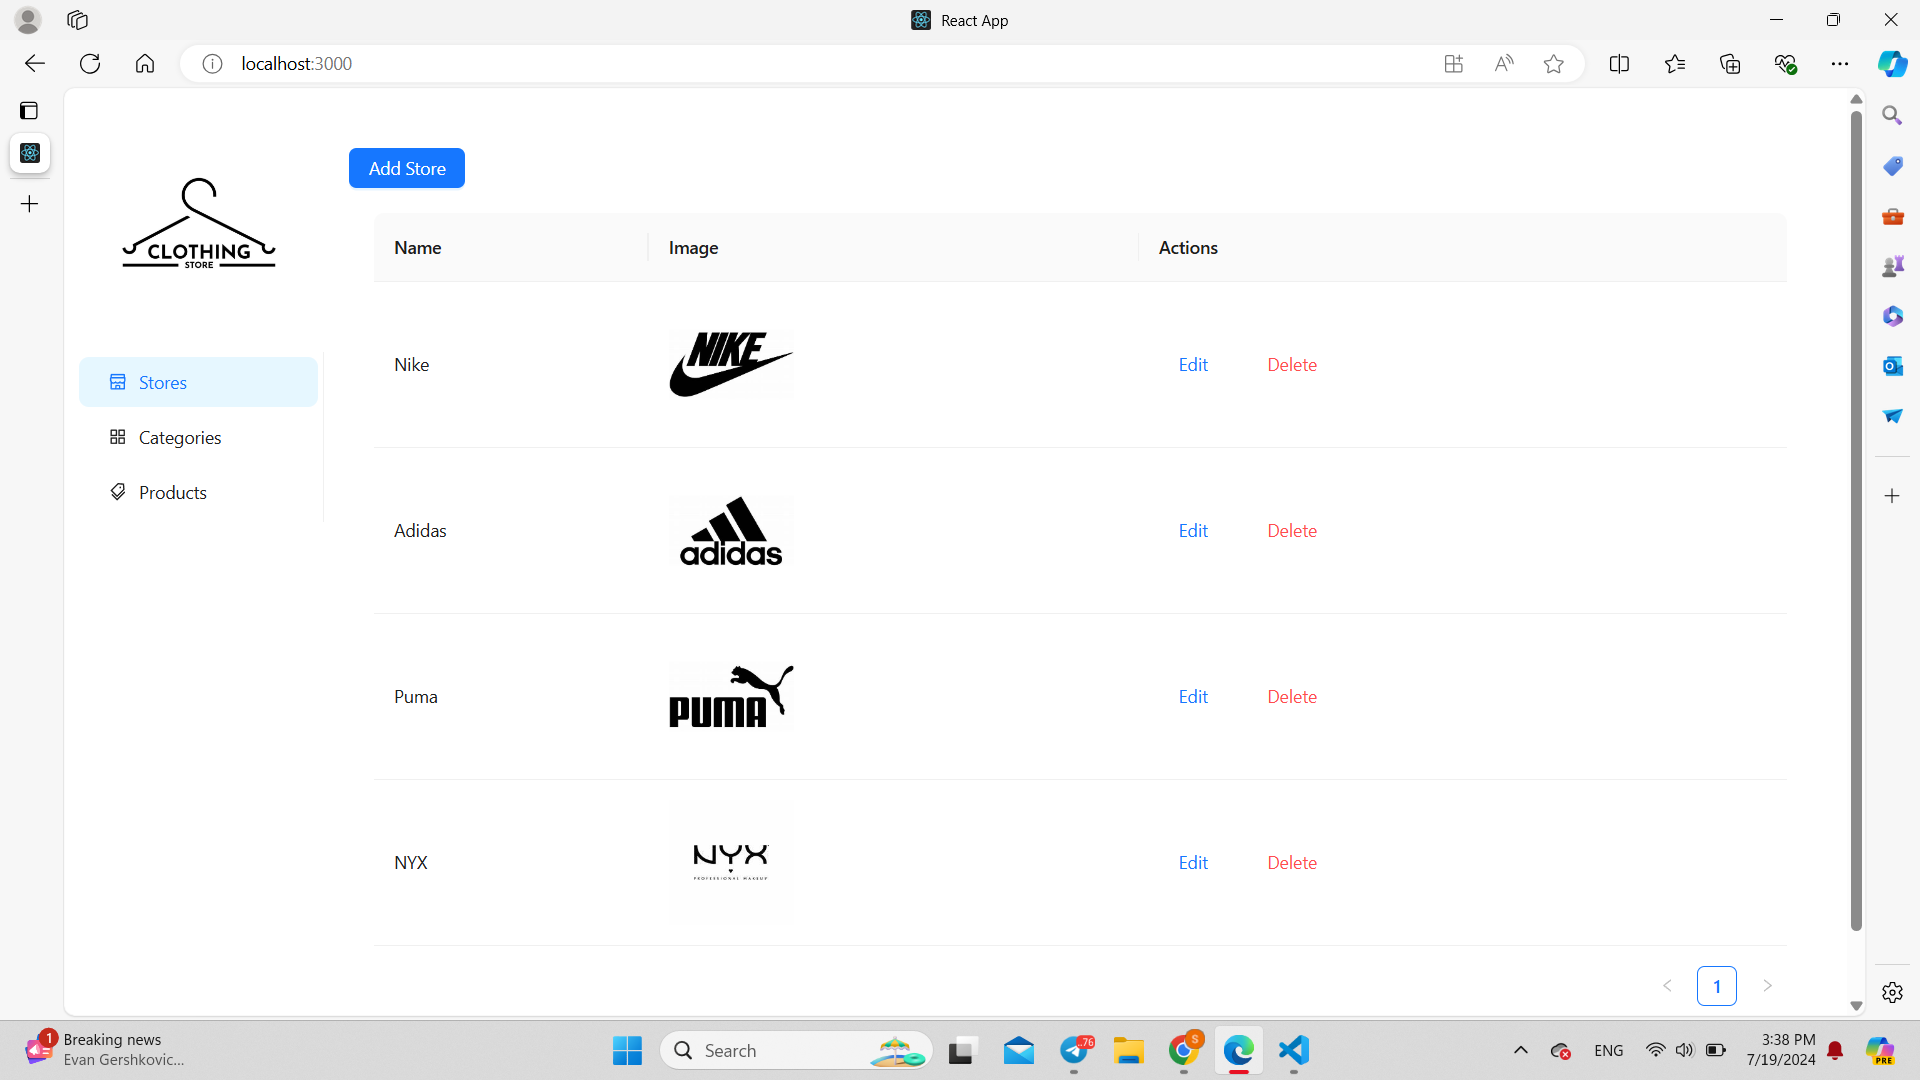 React App
localhost:3000
Add Store
CLOTHING
STORE
Name
Image
Actions
Stores
Categories
Products
Nike
NIKE
Edit
Delete
Adidas
adidas
Edit
Delete
Puma
PUMA
Edit
Delete
NYX
NYX
PROFESSIONAL MAKEUP
Edit
Delete
1
1
Breaking news
Evan Gershkovic...
Search
..76
S
ENG
3:38 PM
7/19/2024
PRE